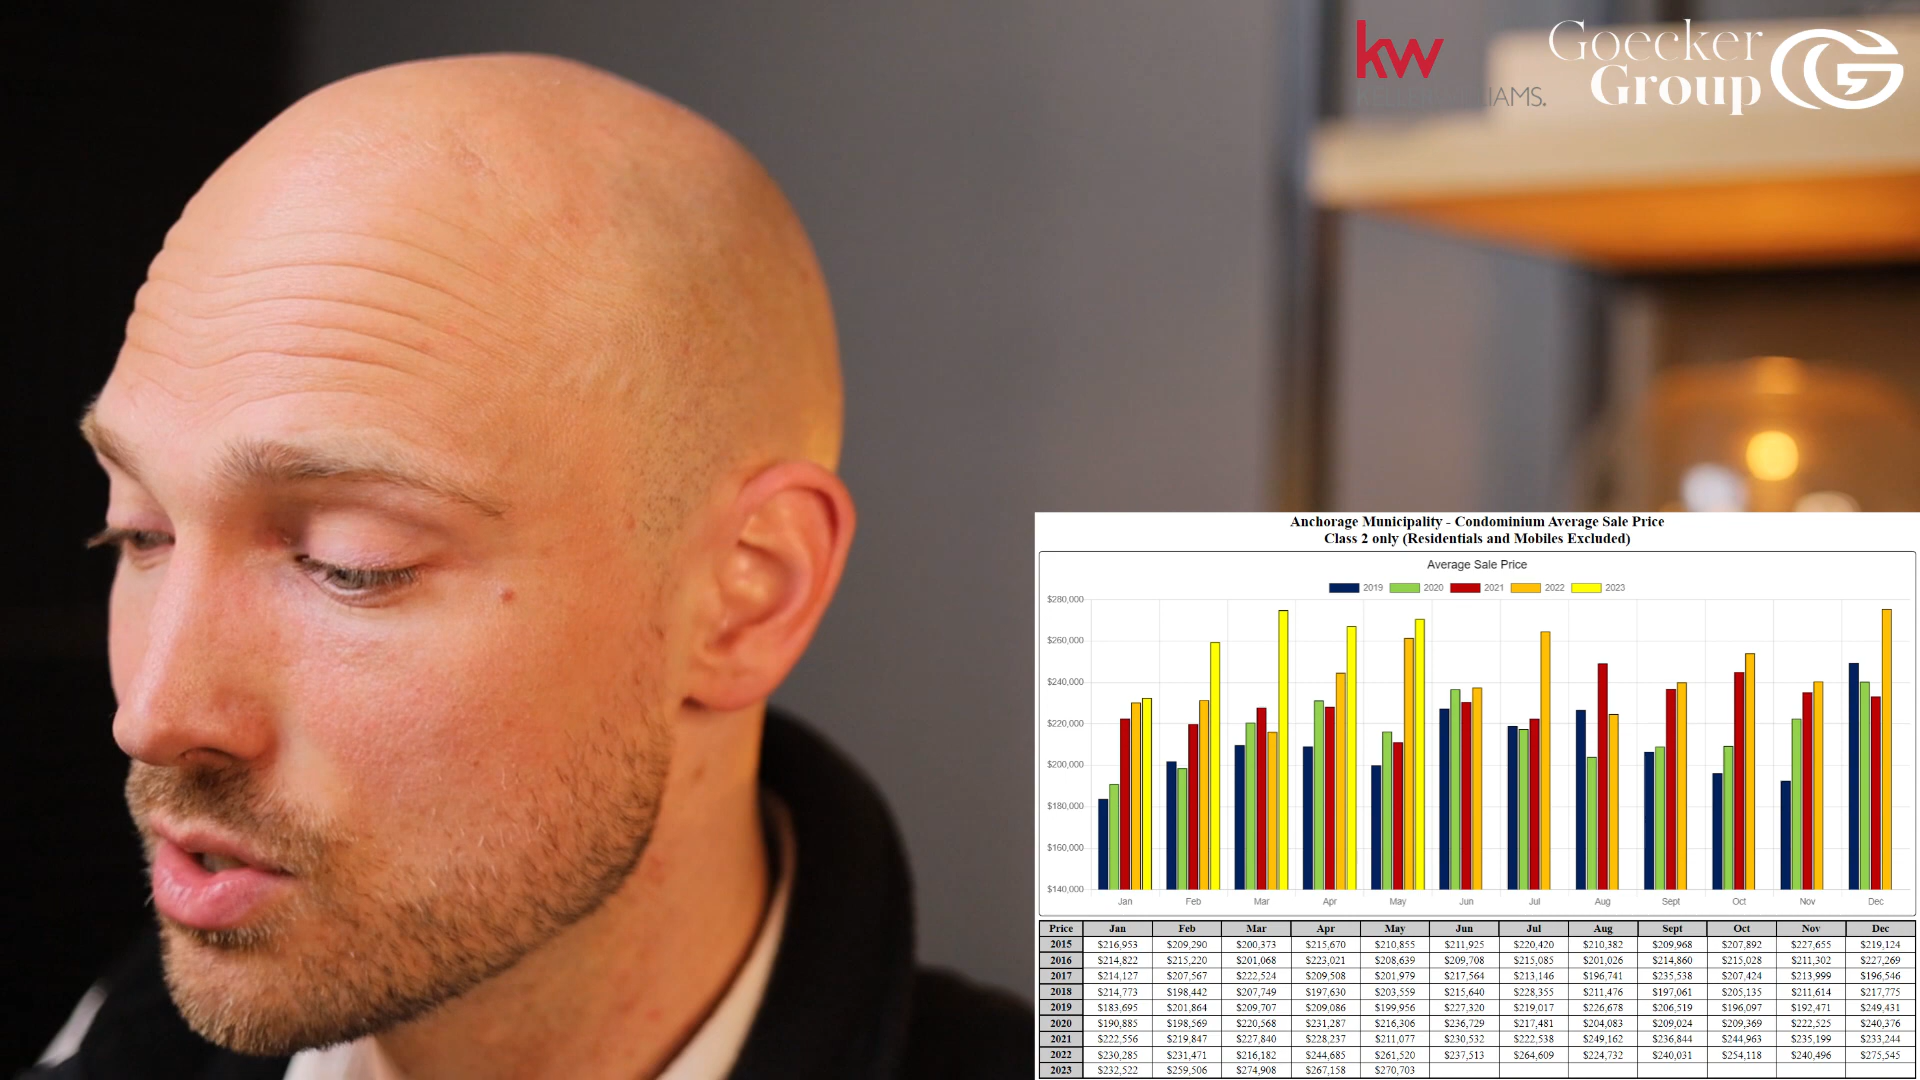 kw
IAMS.
Goecker
Group
Anchorage Municipality - Condominium Average Sale Price
Class 2 only (Residentials and Mobiles Excluded)
Average Sale Price
2019 2020 2021 2022 2023
$280,000
$260,000
$240,000
$220,000
$200,000
$180,000
$160,000
$140,000
Jan Feb Mar Apr May Jun Jul Aug Sept Oct Nov Dec
Price Jan Feb Mar Apr May Jun Jul Aug Sept Oct Nov Dec
2015 $216,953 $209,290 $200,373 $215,670 $210,855 $211,925 $220,420 $210,382 $209,968 $207,892 $227,655 $219,124
2016 $214,822 $215,220 $201,068 $223,021 $208,639 $209,708 $215,085 $201,026 $214,860 $215,028 $211,302 $227,269
2017 $214,127 $207,567 $222,524 $209,508 $201,979 $217,564 $213,146 $196,741 $235,538 $207,424 $213,999 $196,546
2018 $214,773 $198,442 $207,749 $197,630 $203,559 $215,640 $228,355 $211,476 $197,061 $205,135 $211,614 $217,775
2019 $183,695 $201,864 $209,707 $209,086 $199,956 $227,320 $219,017 $226,678 $206,519 $196,097 $192,471 $249,431
2020 $190,885 $198,569 $220,568 $231,287 $216,306 $236,729 $217,481 $204,083 $209,024 $209,369 $222,525 $240,376
2021 $222,556 $219,847 $227,840 $228,237 $211,077 $230,532 $222,538 $249,162 $236,844 $244,963 $235,199 $233,244
2022 $230,285 $231,471 $216,182 $244,685 $261,520 $237,513 $264,609 $224,732 $240,031 $254,118 $240,496 $275,545
2023 $232,522 $259,506 $274,908 $267,158 $270,703